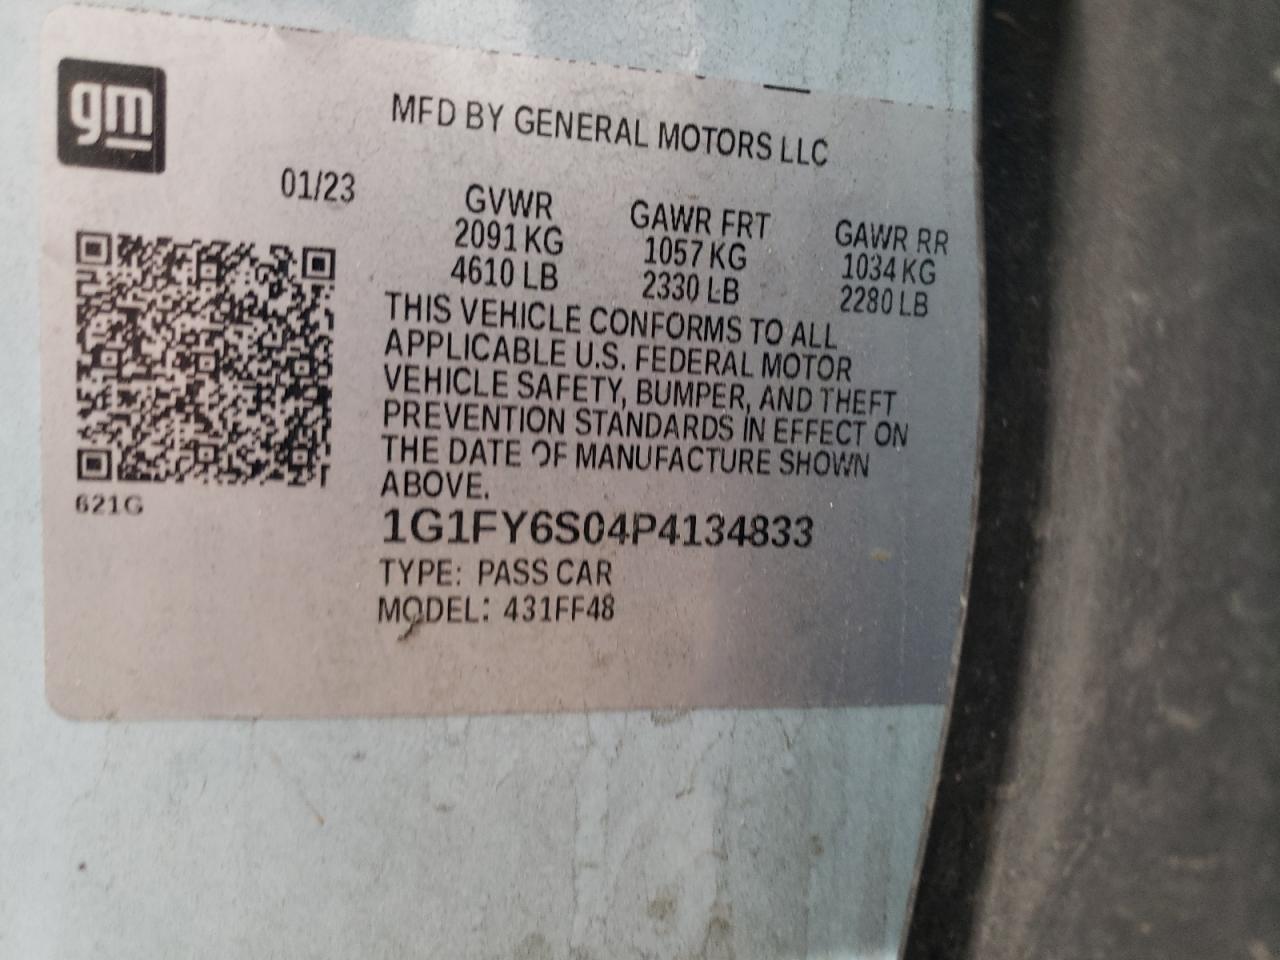 gm
MFD BY GENERAL MOTORS LLC
01/23
GVWR
2091 KG
4610 LB
GAWR FRT
1057 KG
2330 LB
GAWR RR
1034 KG
2280 LB
THIS VEHICLE CONFORMS TO ALL
APPLICABLE U.S. FEDERAL MOTOR
VEHICLE SAFETY, BUMPER, AND THEFT
PREVENTION STANDARDS IN EFFECT ON
THE DATE OF MANUFACTURE SHOWN
ABOVE.
621G
1G1FY6S04P4134833
TYPE: PASS CAR
MODEL: 431FF48